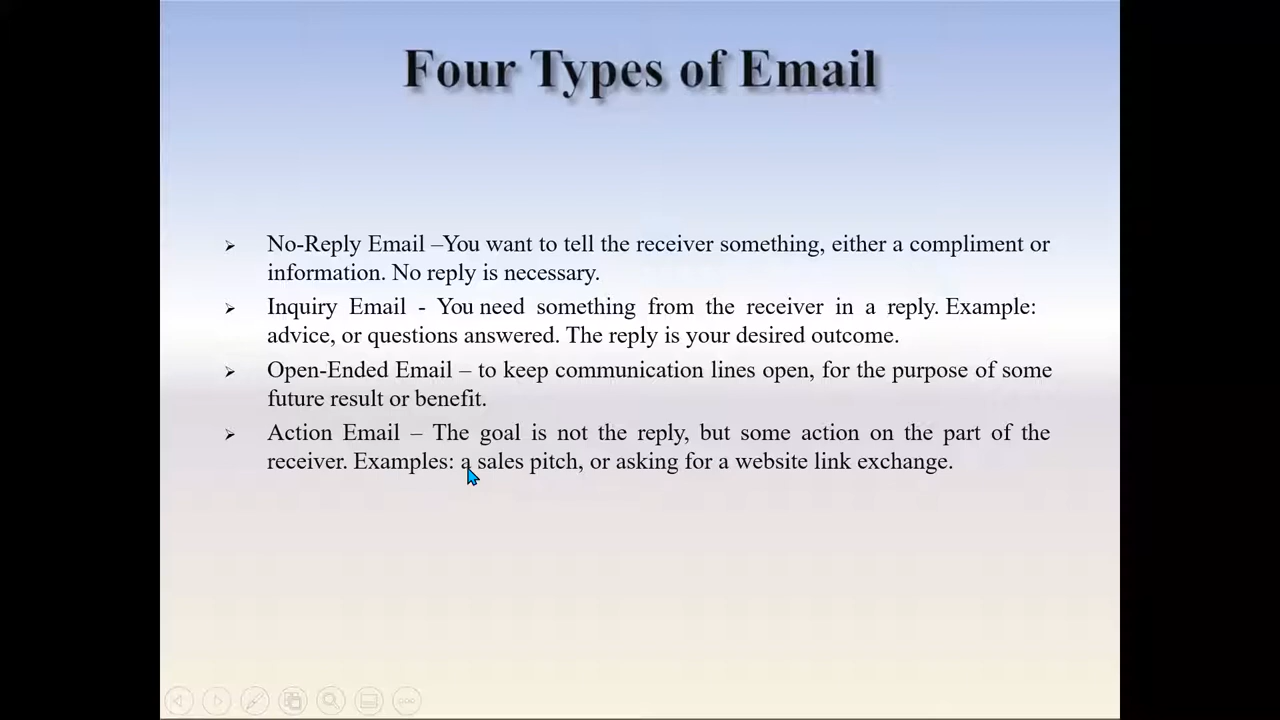 Four Types of Email
No-Reply Email –You want to tell the receiver something, either a compliment or
information. No reply is necessary.
Inquiry Email - You need something from the receiver in a reply. Example:
advice, or questions answered. The reply is your desired outcome.
Open-Ended Email – to keep communication lines open, for the purpose of some
future result or benefit.
Action Email – The goal is not the reply, but some action on the part of the
receiver. Examples: a sales pitch, or asking for a website link exchange.